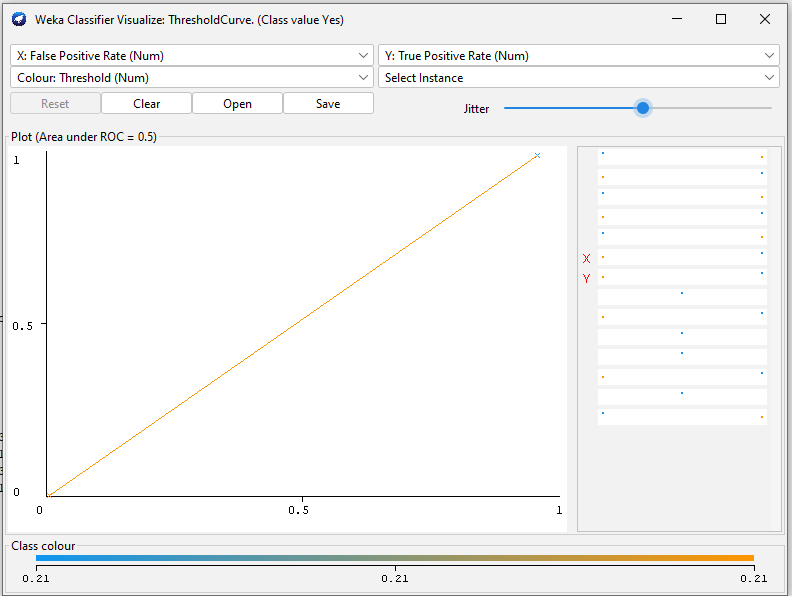 Weka Classifier Visualize: ThresholdCurve. (Class value Yes)
X: False Positive Rate (Num)
Y: True Positive Rate (Num)
Colour: Threshold (Num)
Select Instance
Reset
Clear
Open
Save
Jitter
Plot (Area under ROC = 0.5)
1
0.5
0
0
0.5
1
X
Y
Class colour
0.21
0.21
0.21